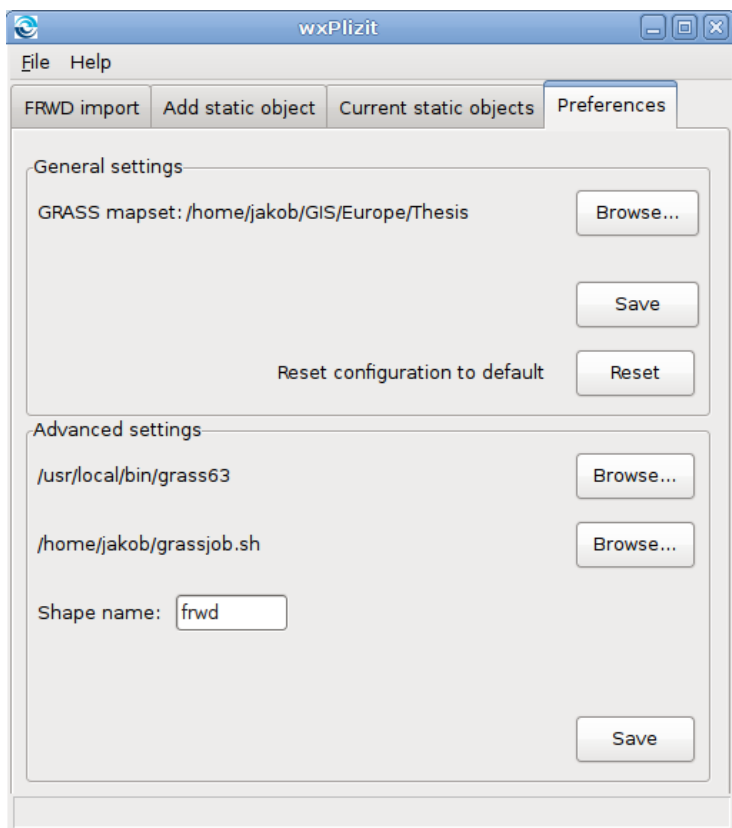 wxPlizit
File Help
FRWD import Add static object Current static objects Preferences
General settings
GRASS mapset: /home/jakob/GIS/Europe/Thesis Browse...
Save
Reset configuration to default Reset
Advanced settings
/usr/local/bin/grass63 Browse...
/home/jakob/grassjob.sh Browse...
Shape name: frwd
Save